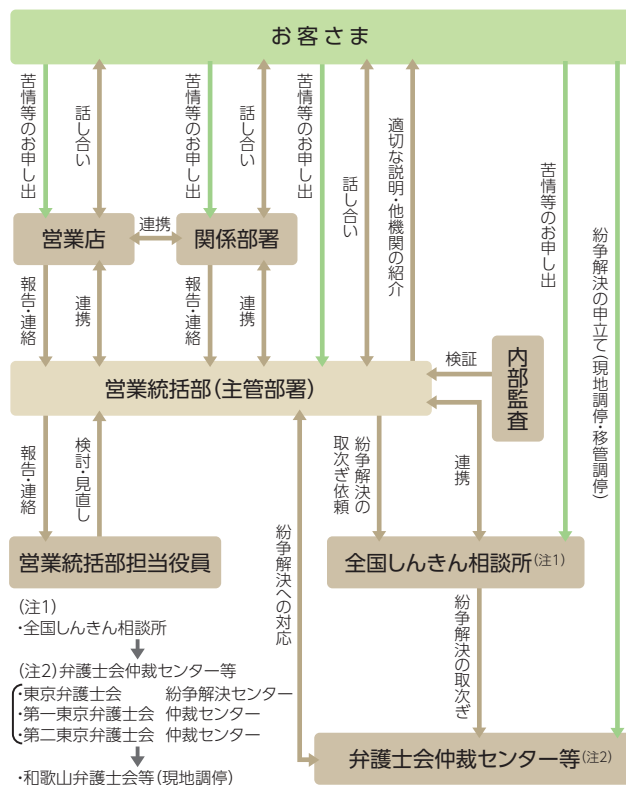 お客さま
苦情等のお申し出
話し合い
苦情等のお申し出
話し合い
苦情等のお申し出
話し合い
適切な説明・他機関の紹介
苦情等のお申し出
紛争解決の申立て(現地調停・移管調停)
営業店
連携
関係部署
報告・連絡
連携
報告・連絡
連携
営業統括部(主管部署)
検証
内部監査
報告・連絡
検討・見直し
紛争解決への対応
紛争解決の
取次ぎ依頼
連携
営業統括部担当役員
全国しんきん相談所(注1)
紛争解決の取次ぎ
弁護士会仲裁センター等(注2)
(注1)
・全国しんきん相談所
(注2)弁護士会仲裁センター等
・東京弁護士会 紛争解決センター
・第一東京弁護士会 仲裁センター
・第二東京弁護士会 仲裁センター
・和歌山弁護士会等(現地調停)